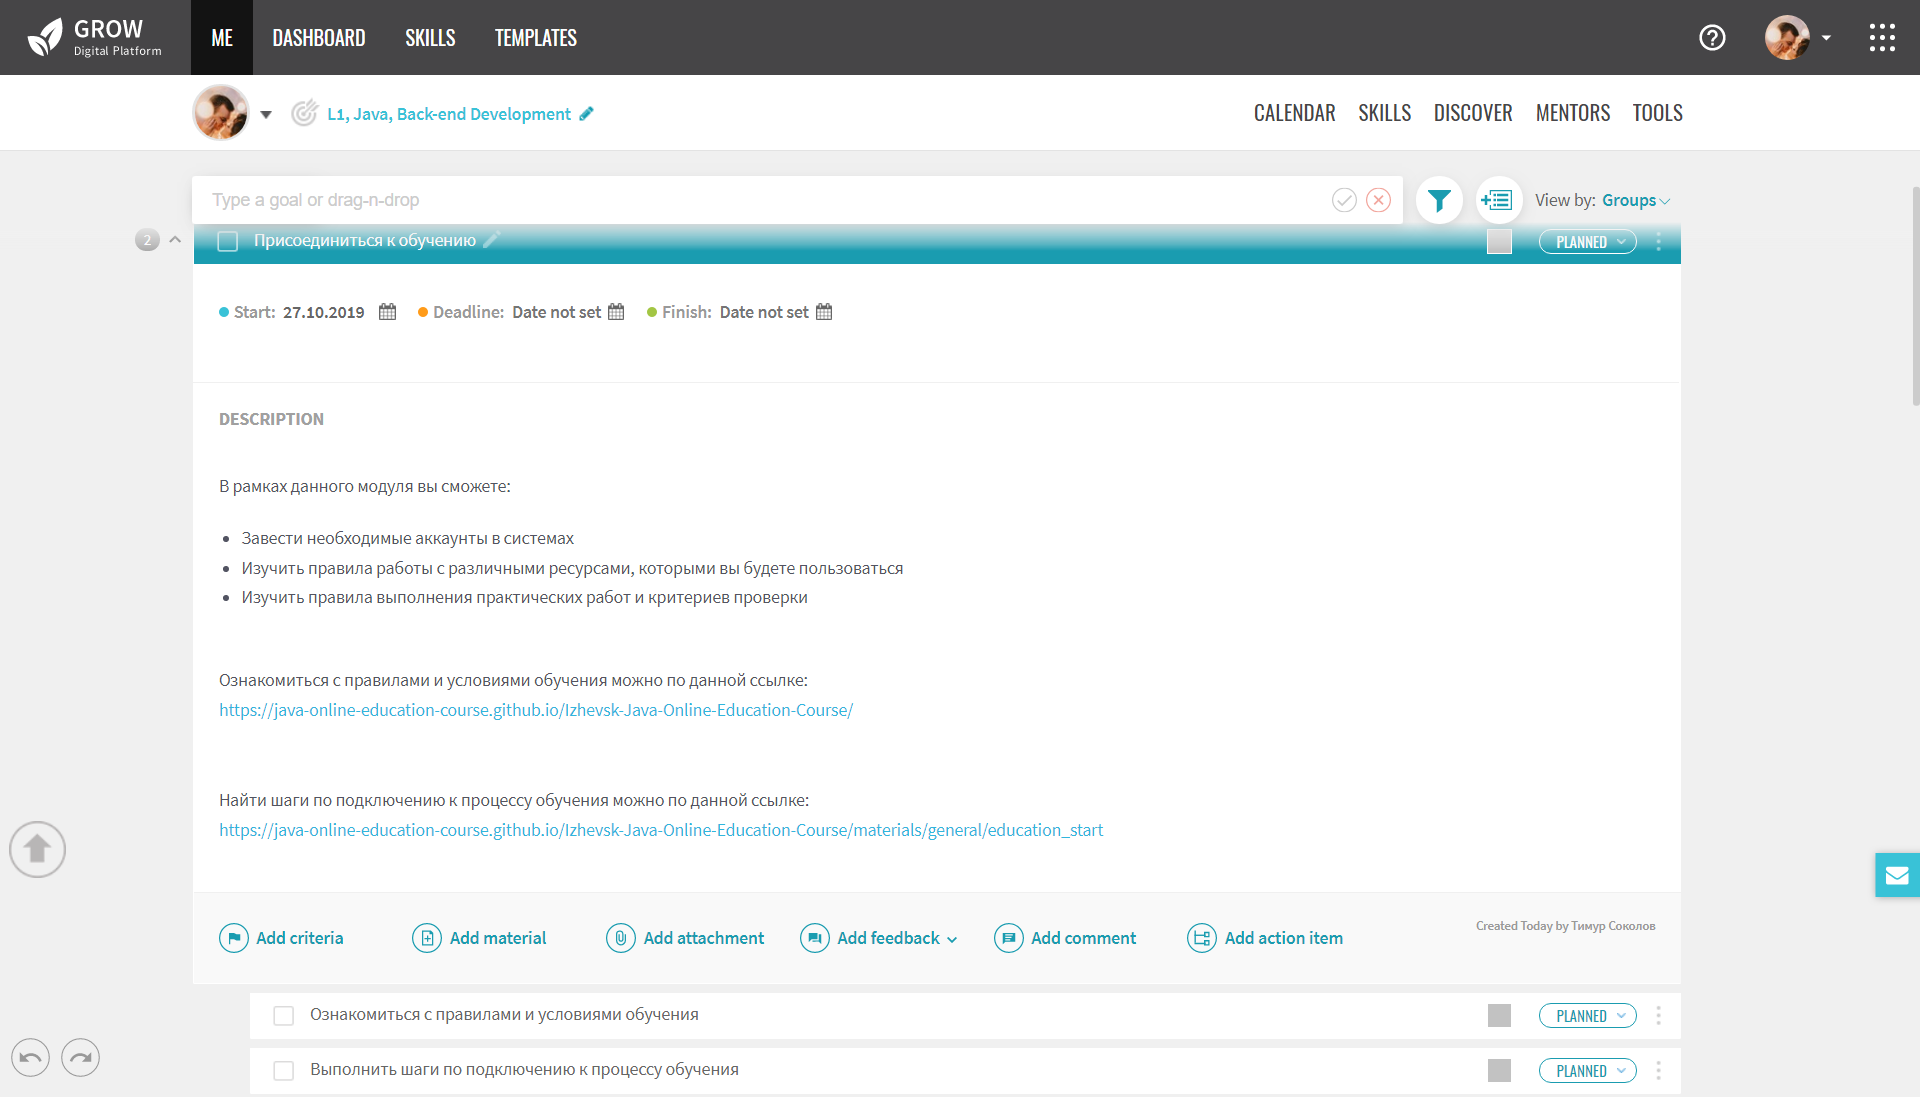 GROW
Digital Platform
ME DASHBOARD SKILLS TEMPLATES
L1, Java, Back-end Development
CALENDAR SKILLS DISCOVER MENTORS TOOLS
Type a goal or drag-n-drop
View by: Groups
2
Присоединиться к обучению
PLANNED
Start: 27.10.2019 Deadline: Date not set Finish: Date not set
DESCRIPTION
В рамках данного модуля вы сможете:
Завести необходимые аккаунты в системах
Изучить правила работы с различными ресурсами, которыми вы будете пользоваться
Изучить правила выполнения практических работ и критериев проверки
Ознакомиться с правилами и условиями обучения можно по данной ссылке:
https://java-online-education-course.github.io/Izhevsk-Java-Online-Education-Course/
Найти шаги по подключению к процессу обучения можно по данной ссылке:
https://java-online-education-course.github.io/Izhevsk-Java-Online-Education-Course/materials/general/education_start
Add criteria Add material Add attachment Add feedback Add comment Add action item
Created Today by Тимур Соколов
Ознакомиться с правилами и условиями обучения
PLANNED
Выполнить шаги по подключению к процессу обучения
PLANNED